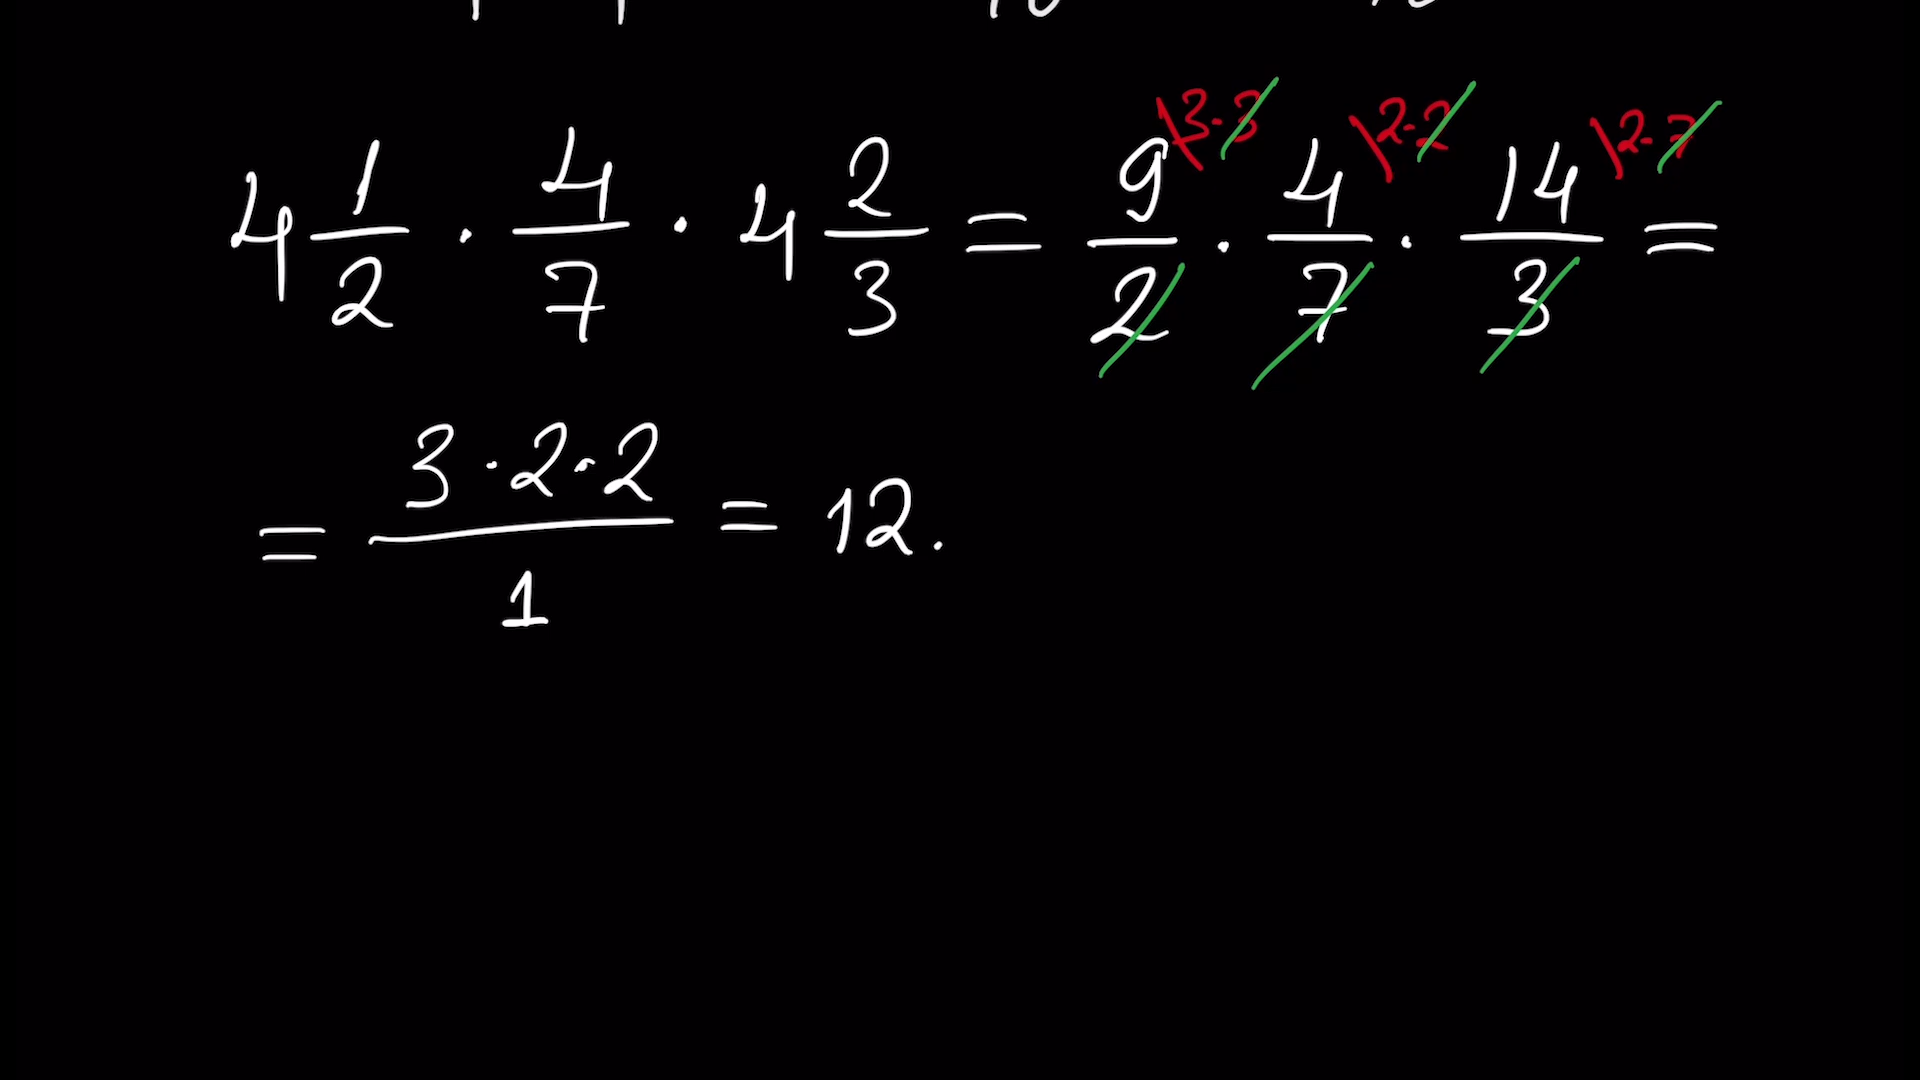 4 1/2 · 4/7 · 4 2/3 = 9/2 \3·3 · 4/7 \2·2 · 14/3 \2·7 =
= 3·2·2/1 = 12.